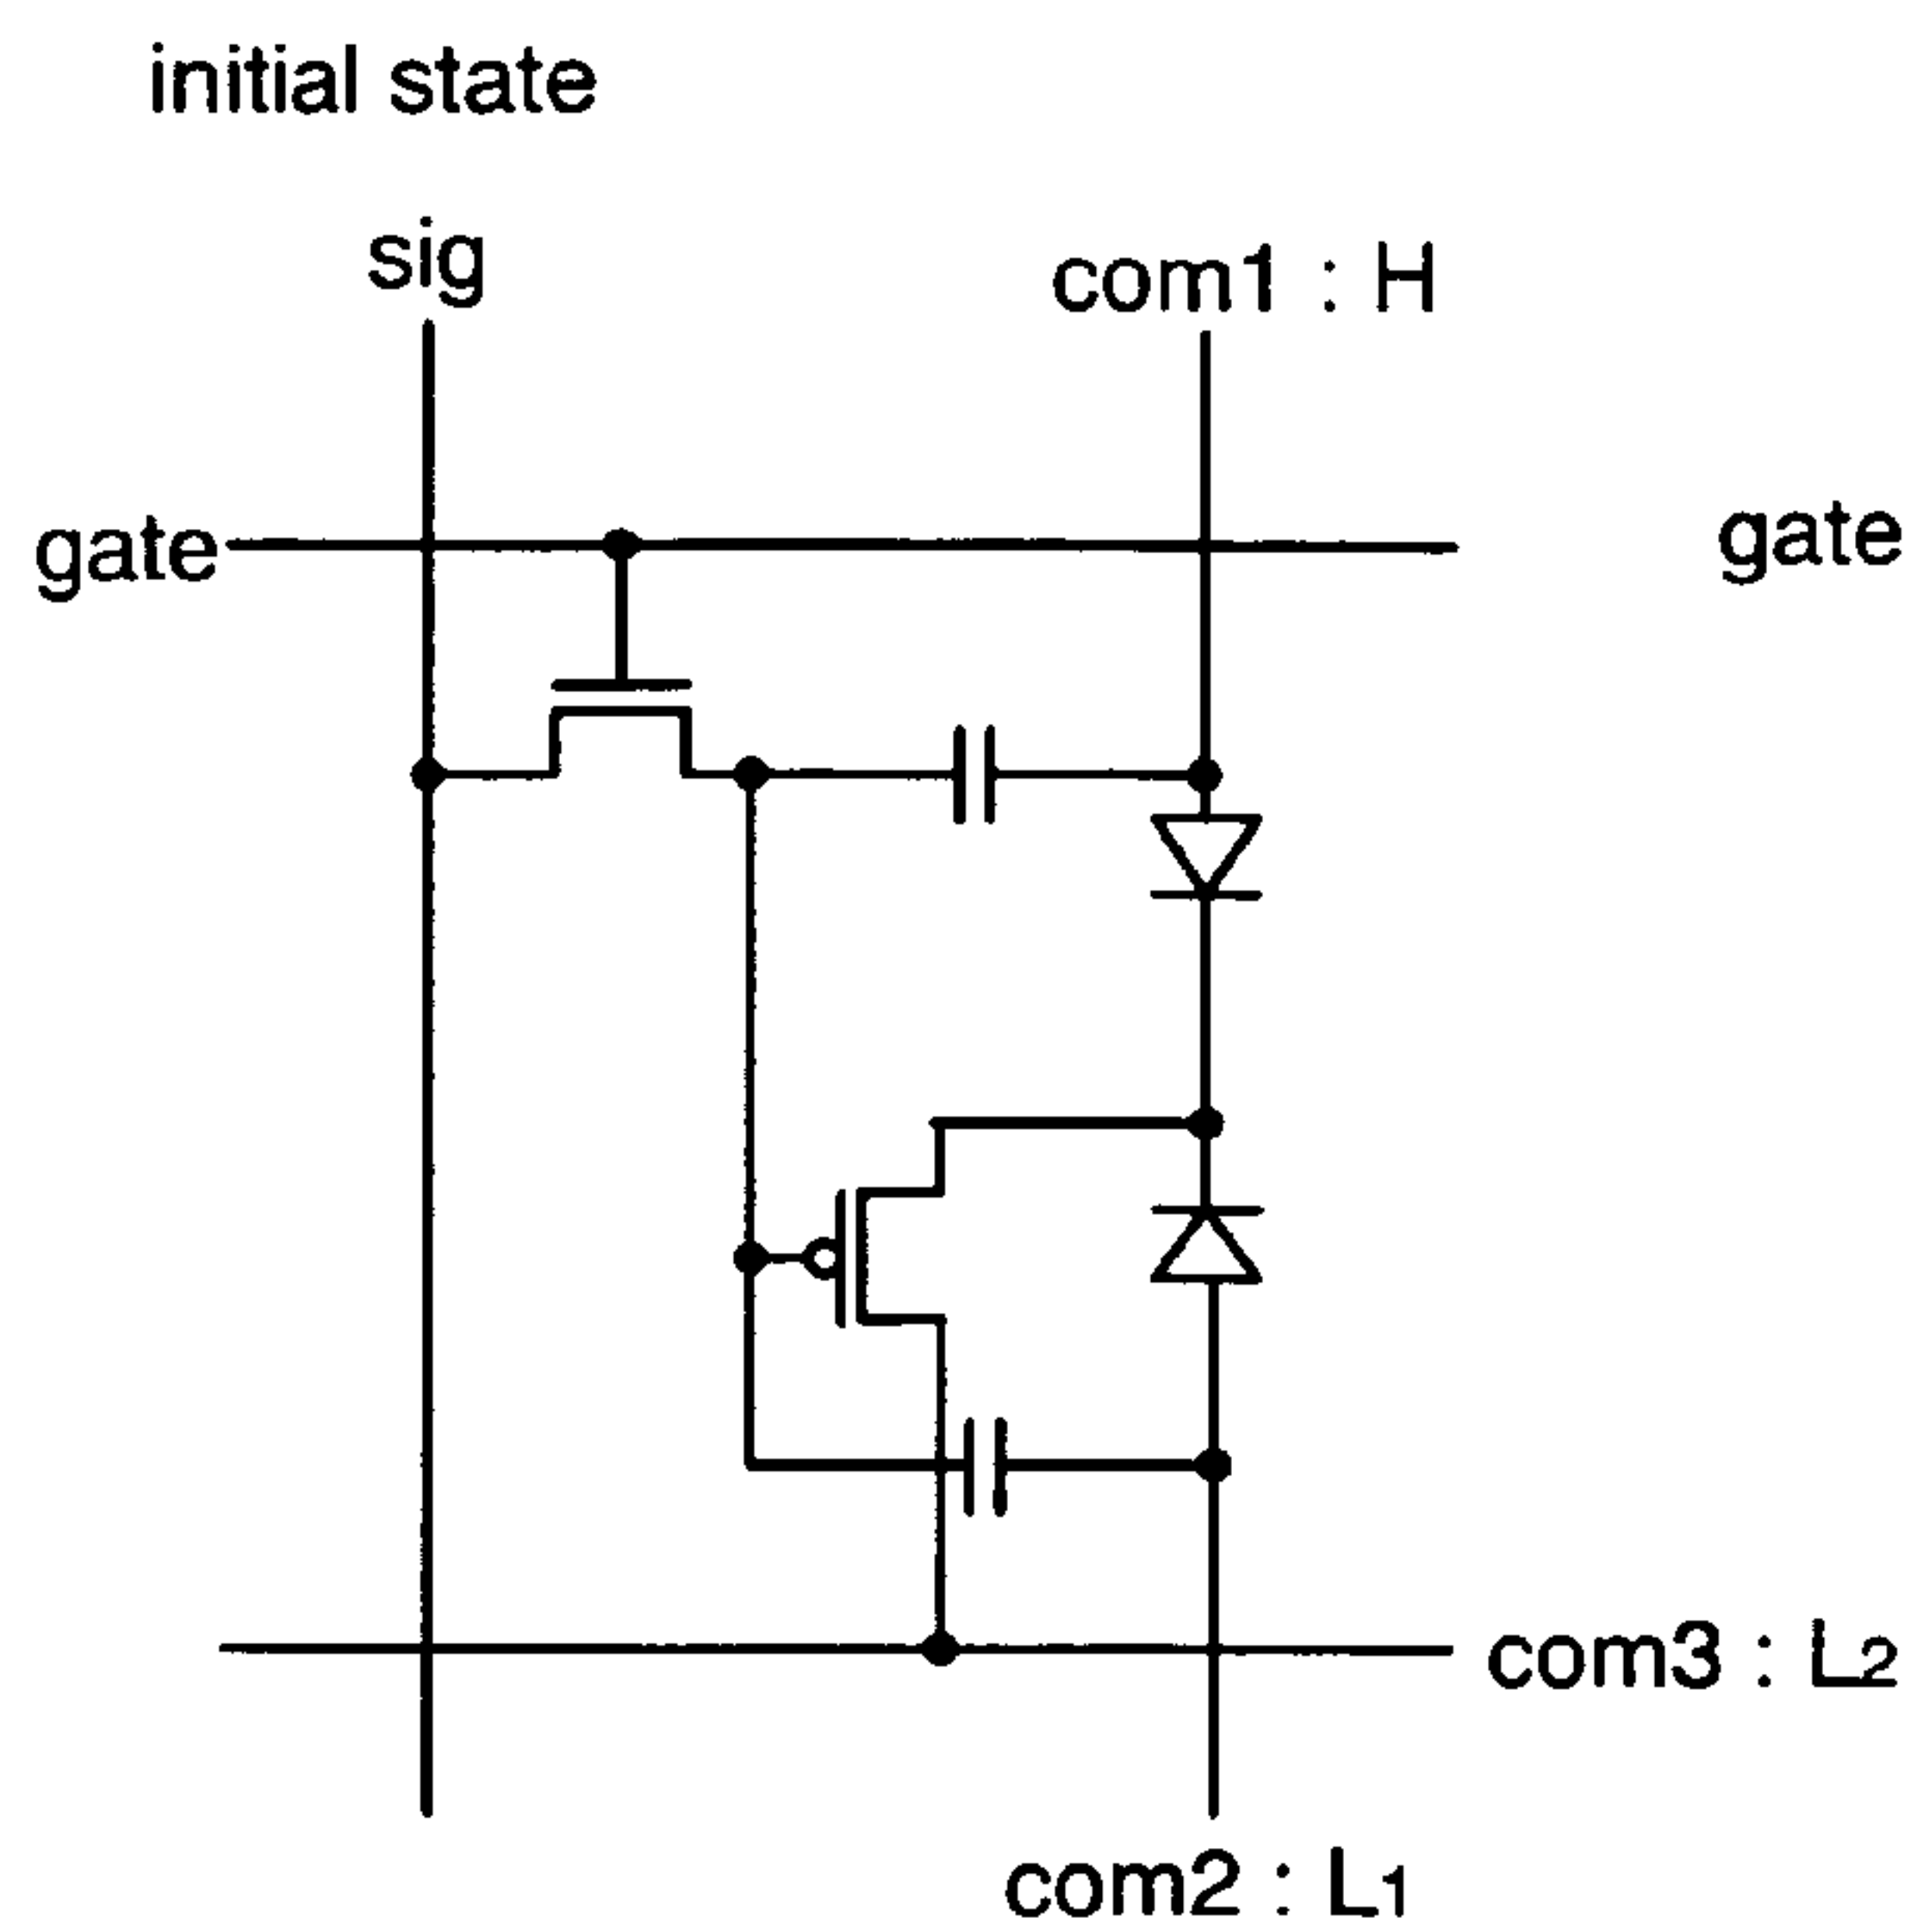 initial state
sig
com1 : H
gate
gate
com3 : L2
com2 : L1